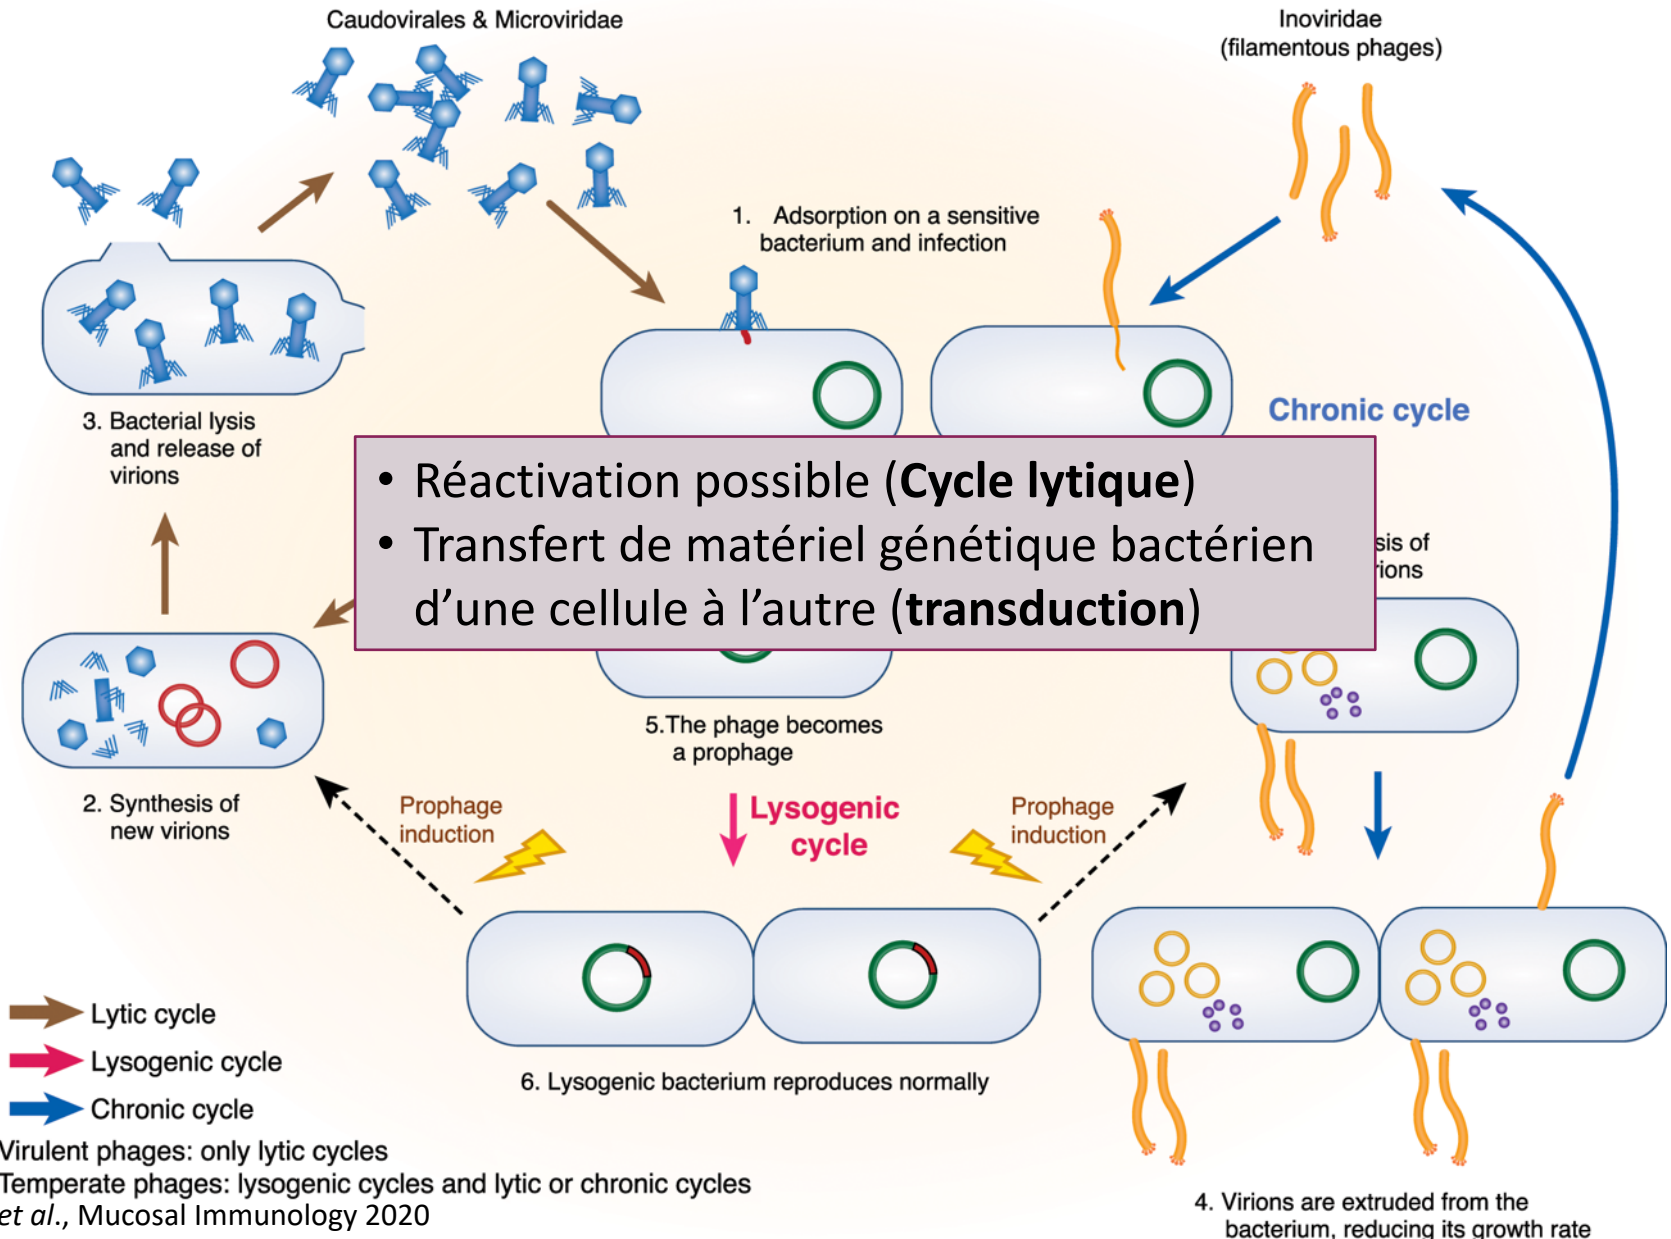 Caudovirales & Microviridae
Inoviridae
(filamentous phages)
1. Adsorption on a sensitive
bacterium and infection
3. Bacterial lysis
and release of
virions
Chronic cycle
• Réactivation possible (Cycle lytique)
• Transfert de matériel génétique bactérien
d’une cellule à l’autre (transduction)
of
2. Synthesis of
new virions
5.The phage becomes
a prophage
Prophage
induction
Lysogenic
cycle
Prophage
induction
6. Lysogenic bacterium reproduces normally
Lytic cycle
Lysogenic cycle
Chronic cycle
Virulent phages: only lytic cycles
Temperate phages: lysogenic cycles and lytic or chronic cycles
et al., Mucosal Immunology 2020
4. Virions are extruded from the
bacterium, reducing its growth rate